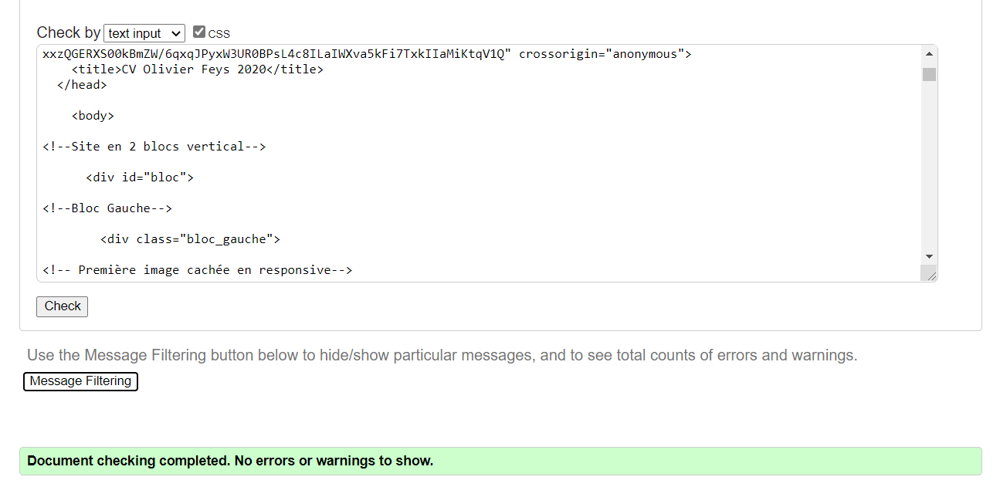 Check by text input CSS
xxzQGERXS00kBmZW/6qxqJPyxW3UR0BPsL4c8ILaIWXva5kFi7TxkIIaMiKtqV1Q" crossorigin="anonymous">
<title>CV Olivier Feys 2020</title>
</head>
<body>
<!--Site en 2 blocs vertical-->
<div id="bloc">
<!--Bloc Gauche-->
<div class="bloc_gauche">
<!-- Première image cachée en responsive-->
Check
Use the Message Filtering button below to hide/show particular messages, and to see total counts of errors and warnings.
Message Filtering
Document checking completed. No errors or warnings to show.